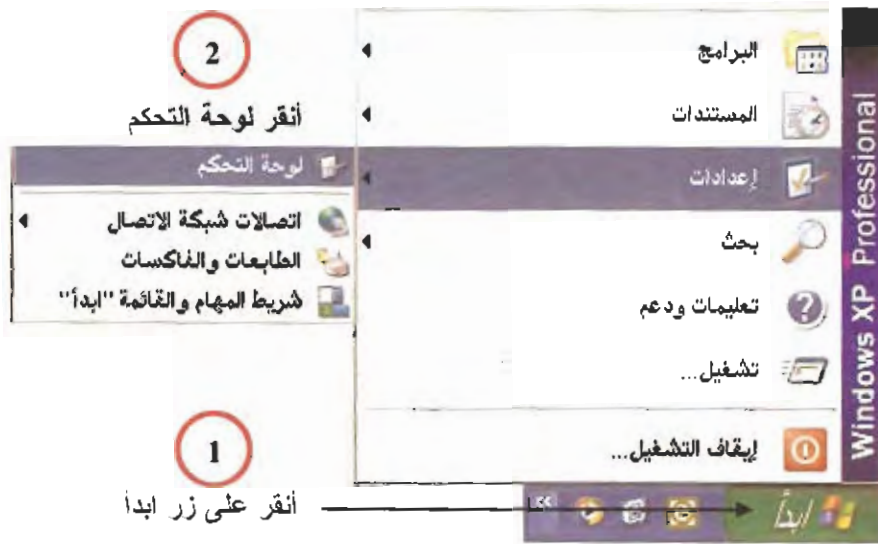 2
أنقر لوحة التحكم
البرامج
المستندات
إعدادات
بحث
تعليمات ودعم
تشغيل...
إيقاف التشغيل...
Windows XP Professional
لوحة التحكم
اتصالات شبكة الاتصال
الطابعات والفاكسات
شريط المهام والقائمة "ابدأ"
1
أنقر على زر ابدا
ابدأ